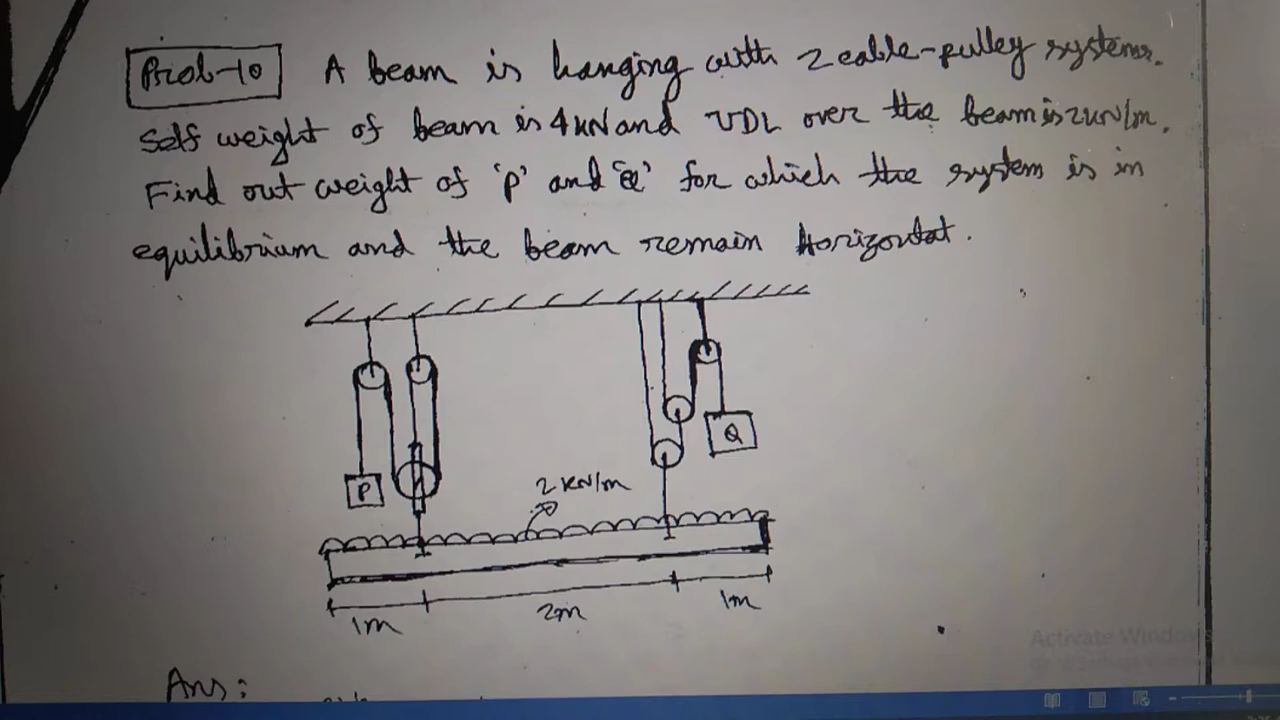 Prob-10 A beam is hanging with 2 cable-pulley systems.
Self weight of beam is 4 kN and UDL over the beam is 2 kN/m.
Find out weight of 'P' and 'Q' for which the system is in
equilibrium and the beam remain Horizontal.
P
Q
2 kN/m
1m
2m
1m
Activate Windows
Ans: